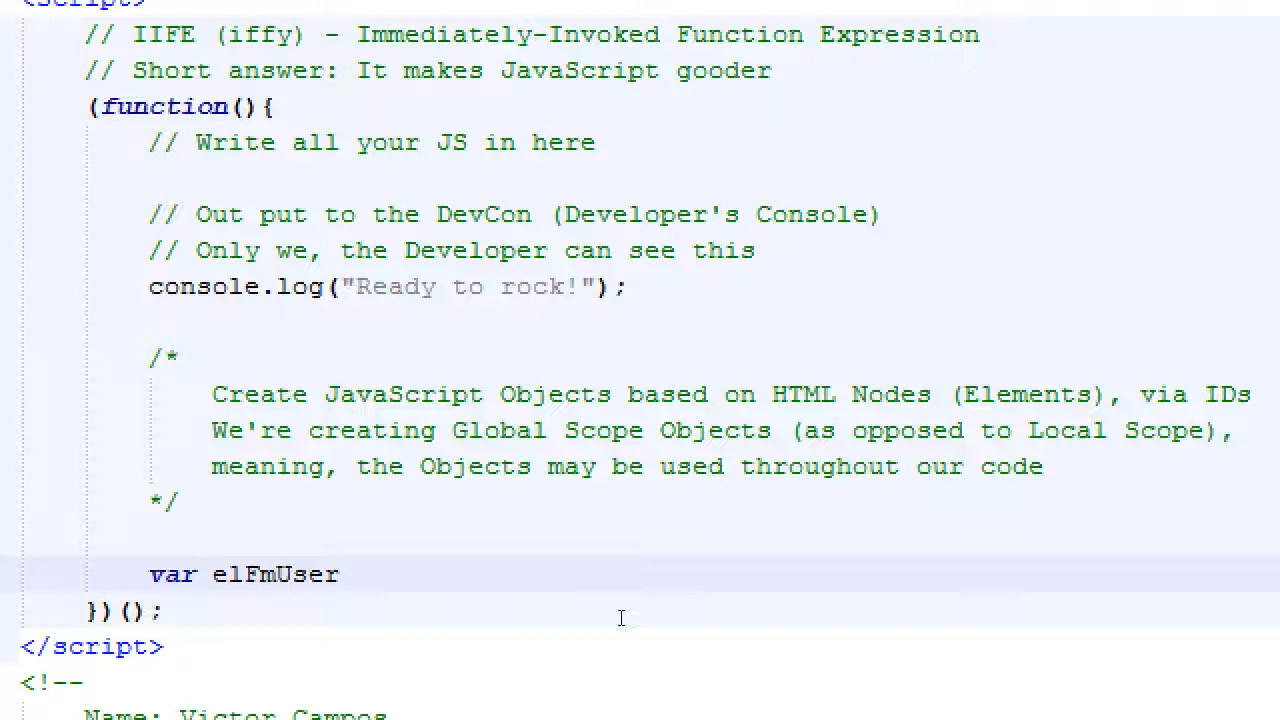 <script>
// IIFE (iffy) - Immediately-Invoked Function Expression
// Short answer: It makes JavaScript gooder
(function(){
// Write all your JS in here
// Out put to the DevCon (Developer's Console)
// Only we, the Developer can see this
console.log("Ready to rock!");
/*
Create JavaScript Objects based on HTML Nodes (Elements), via IDs
We're creating Global Scope Objects (as opposed to Local Scope),
meaning, the Objects may be used throughout our code
*/
var elFmUser
})();
</script>
<!--
Name: Victor Campos